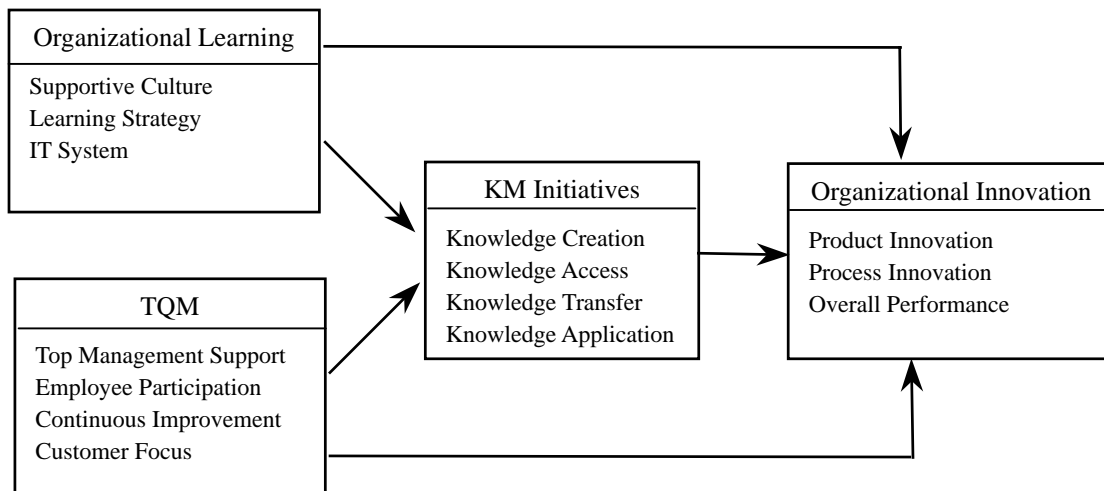 Organizational Learning
Supportive Culture
Learning Strategy
IT System
TQM
Top Management Support
Employee Participation
Continuous Improvement
Customer Focus
KM Initiatives
Knowledge Creation
Knowledge Access
Knowledge Transfer
Knowledge Application
Organizational Innovation
Product Innovation
Process Innovation
Overall Performance